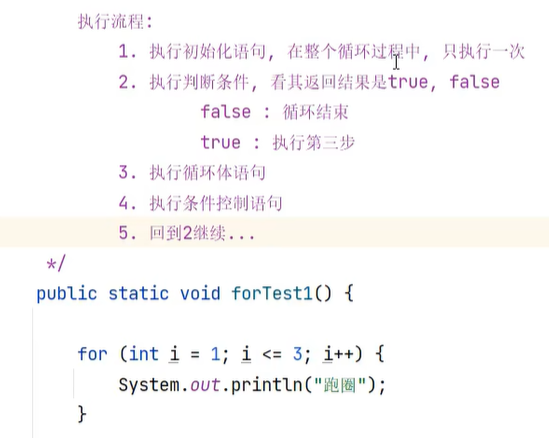 执行流程:
1. 执行初始化语句, 在整个循环过程中, 只执行一次
2. 执行判断条件, 看其返回结果是true, false
false : 循环结束
true : 执行第三步
3. 执行循环体语句
4. 执行条件控制语句
5. 回到2继续...
*/
public static void forTest1() {
for (int i = 1; i <= 3; i++) {
System.out.println("跑圈");
}